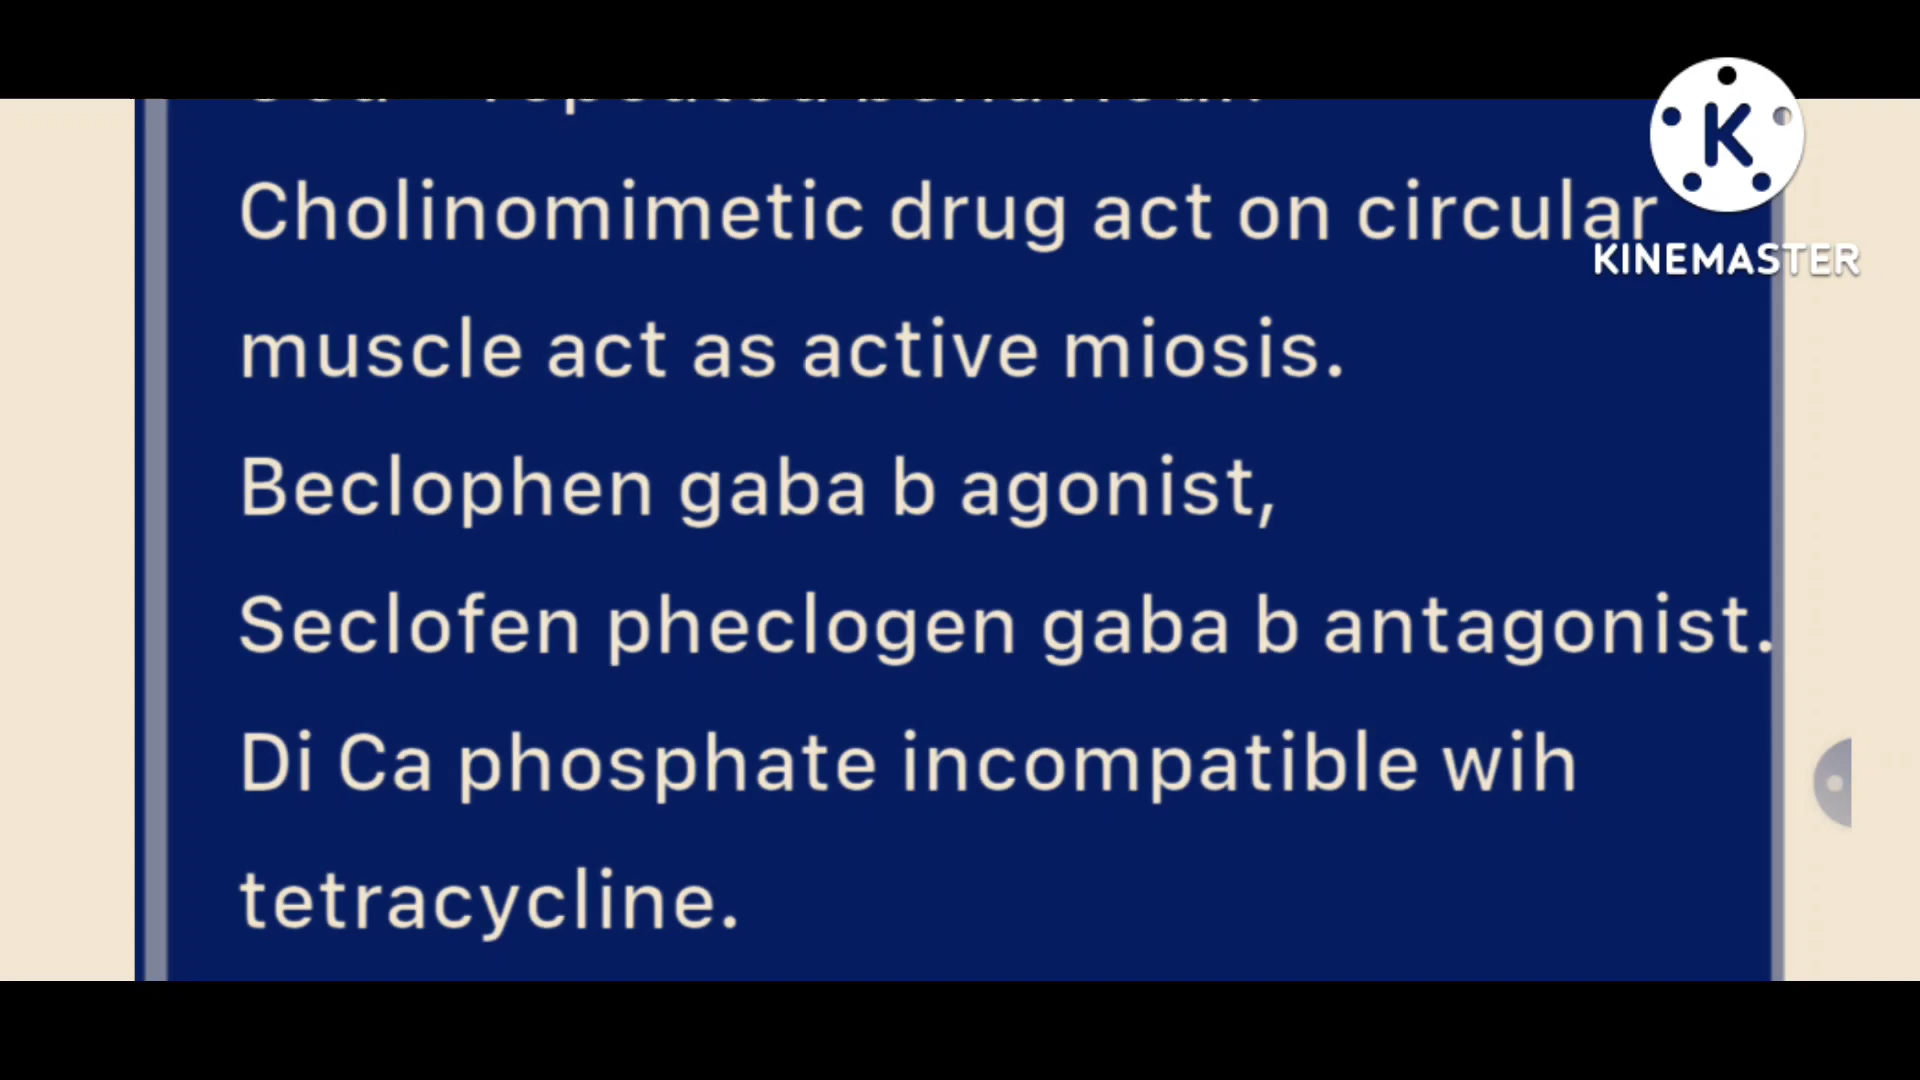 Cholinomimetic drug act on circular
KINEMASTER
muscle act as active miosis.
Beclophen gaba b agonist,
Seclofen pheclogen gaba b antagonist.
Di Ca phosphate incompatible wih
tetracycline.